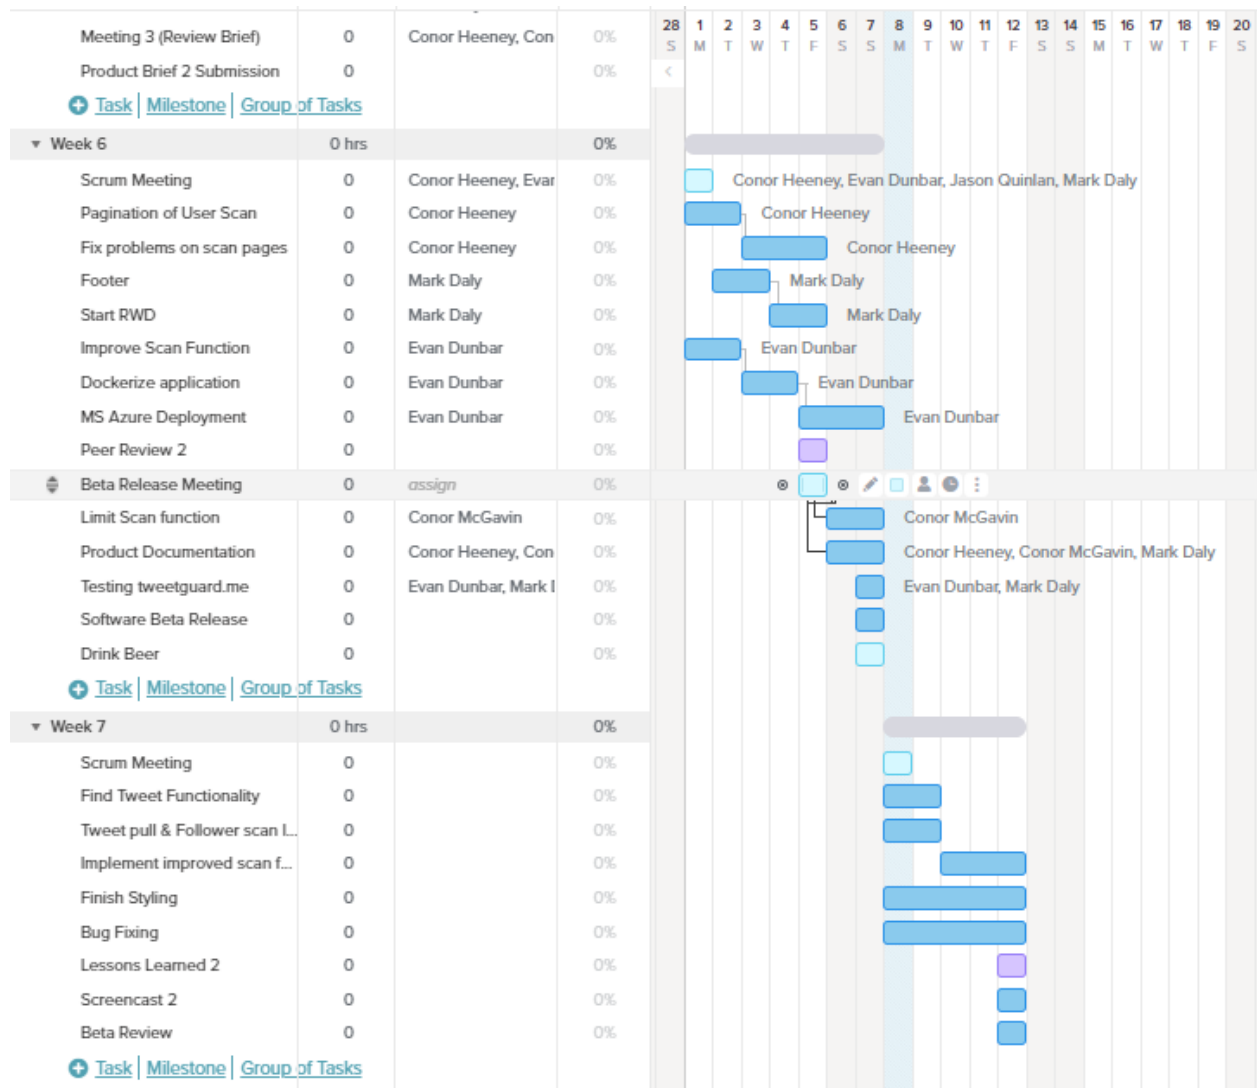 28 1 2 3 4 5 6 7 8 9 10 11 12 13 14 15 16 17 18 19 20
S M T W T F S S M T W T F S S M T W T F S
Meeting 3 (Review Brief) 0 Conor Heeney, Con 0%
Product Brief 2 Submission 0 0%
Task | Milestone | Group of Tasks
Week 6 0 hrs 0%
Scrum Meeting 0 Conor Heeney, Evan 0% Conor Heeney, Evan Dunbar, Jason Quinlan, Mark Daly
Pagination of User Scan 0 Conor Heeney 0% Conor Heeney
Fix problems on scan pages 0 Conor Heeney 0% Conor Heeney
Footer 0 Mark Daly 0% Mark Daly
Start RWD 0 Mark Daly 0% Mark Daly
Improve Scan Function 0 Evan Dunbar 0% Evan Dunbar
Dockerize application 0 Evan Dunbar 0% Evan Dunbar
MS Azure Deployment 0 Evan Dunbar 0% Evan Dunbar
Peer Review 2 0 0%
Beta Release Meeting 0 assign 0%
Limit Scan function 0 Conor McGavin 0% Conor McGavin
Product Documentation 0 Conor Heeney, Con 0% Conor Heeney, Conor McGavin, Mark Daly
Testing tweetguard.me 0 Evan Dunbar, Mark 0% Evan Dunbar, Mark Daly
Software Beta Release 0 0%
Drink Beer 0 0%
Task | Milestone | Group of Tasks
Week 7 0 hrs 0%
Scrum Meeting 0 0%
Find Tweet Functionality 0 0%
Tweet pull & Follower scan l... 0 0%
Implement improved scan f... 0 0%
Finish Styling 0 0%
Bug Fixing 0 0%
Lessons Learned 2 0 0%
Screencast 2 0 0%
Beta Review 0 0%
Task | Milestone | Group of Tasks